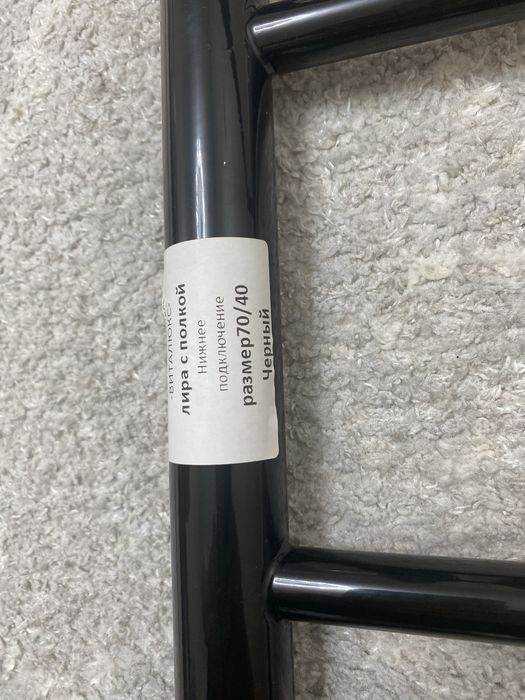 -ВИТАЛЮКС-
лира с полкой
Нижнее
подключение
размер70/40
Черный